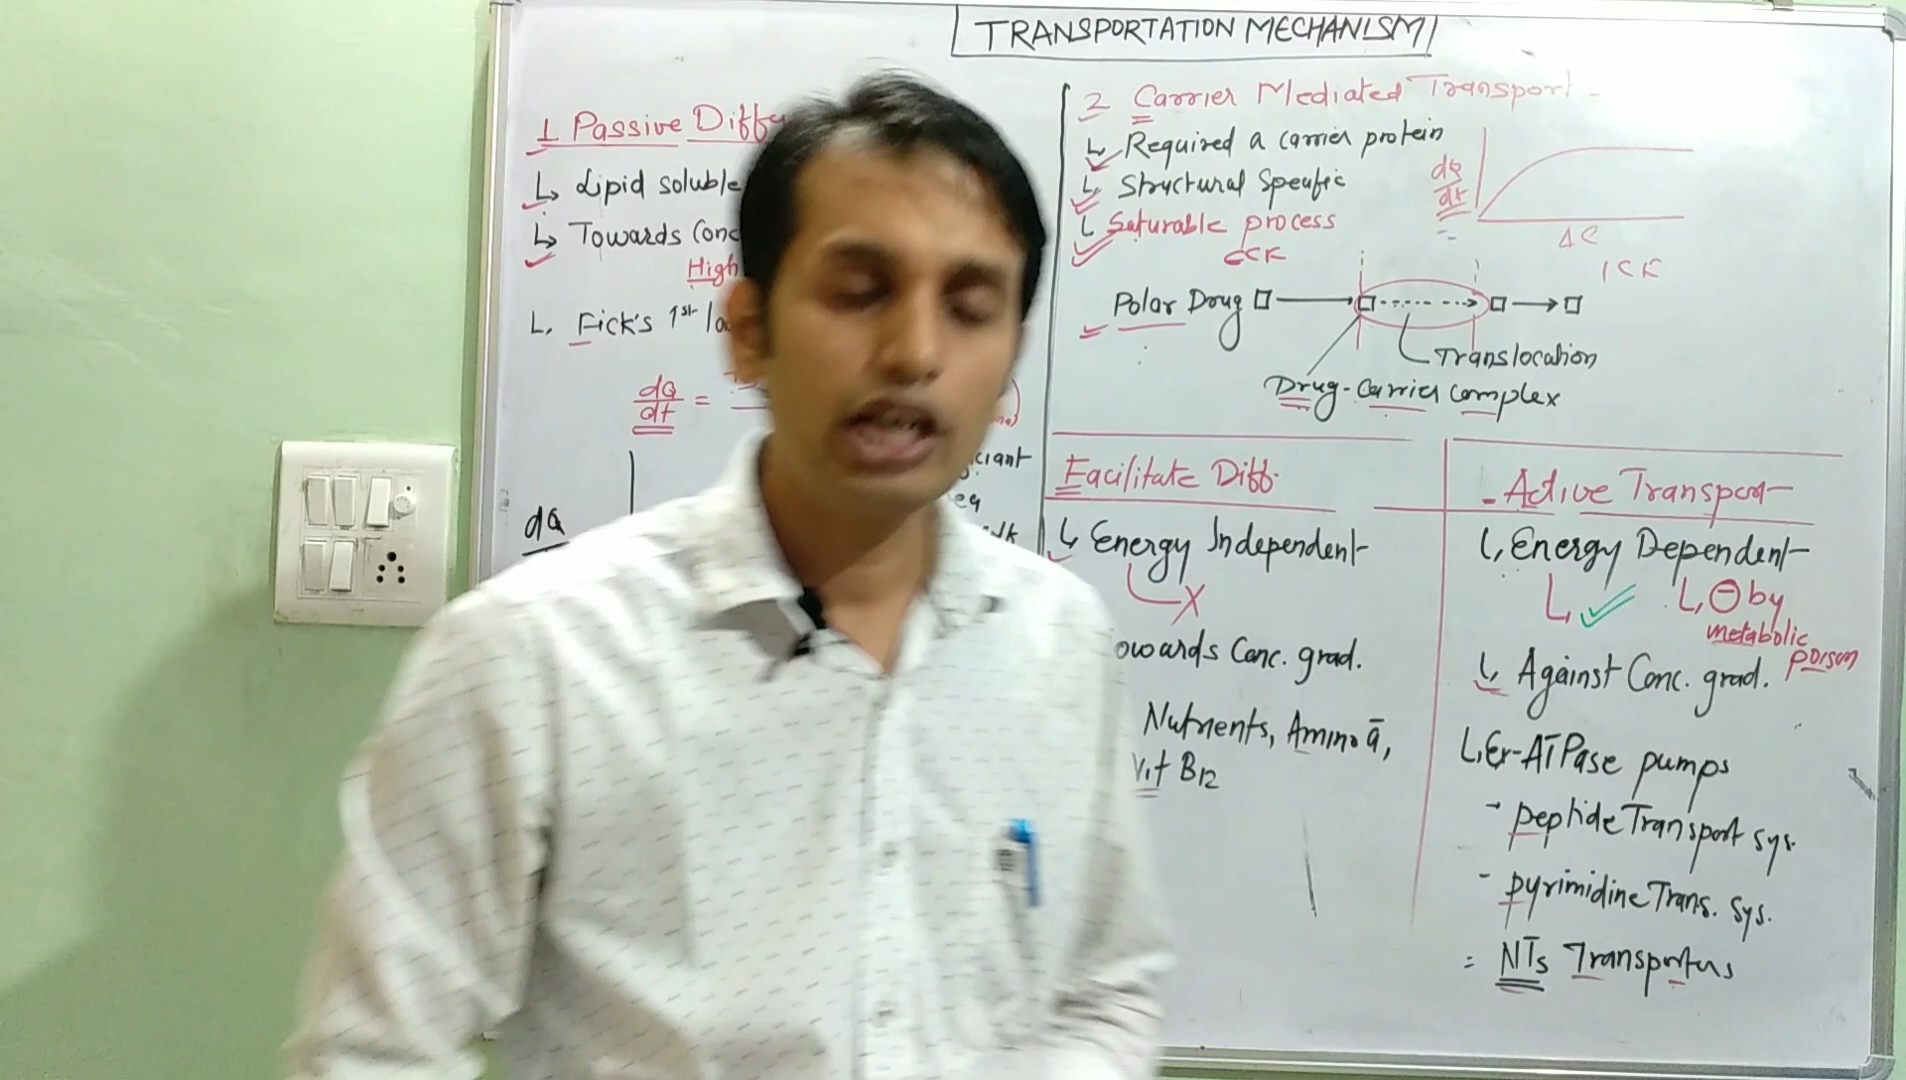 TRANSPORTATION MECHANISM
1 Passive Diffu
Lipid soluble
Towards Conc
High
Fick's 1st la
dQ
dt
=
dQ
2 Carrier Mediated Transport
Required a carrier protein
Structural Specific
Saturable process
dQ
dt
ΔC
Polar Drug
Translocation
Drug-Carrier complex
Facilitate Diff.
Energy Independent
X
owards Conc. grad.
Nutrients, Amino ā,
Vit B12
Active Transport
Energy Dependent
⊖ by
metabolic
poison
Against Conc. grad.
Ex-ATPase pumps
- peptide Transport sys.
- pyrimidine Trans. sys.
= NTs Transporters